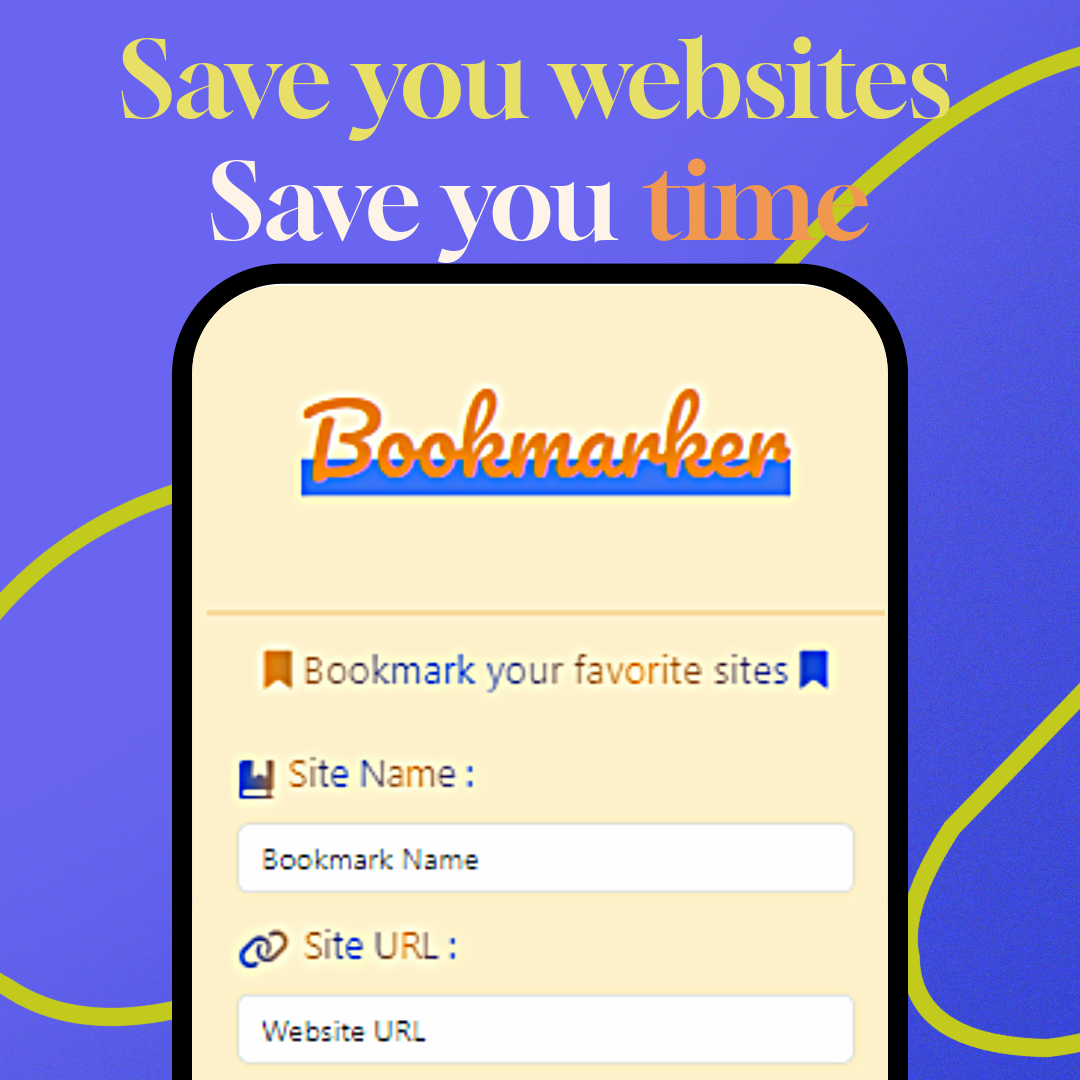 Save you websites
Save you time
Bookmarker
Bookmark your favorite sites
Site Name :
Bookmark Name
Site URL :
Website URL